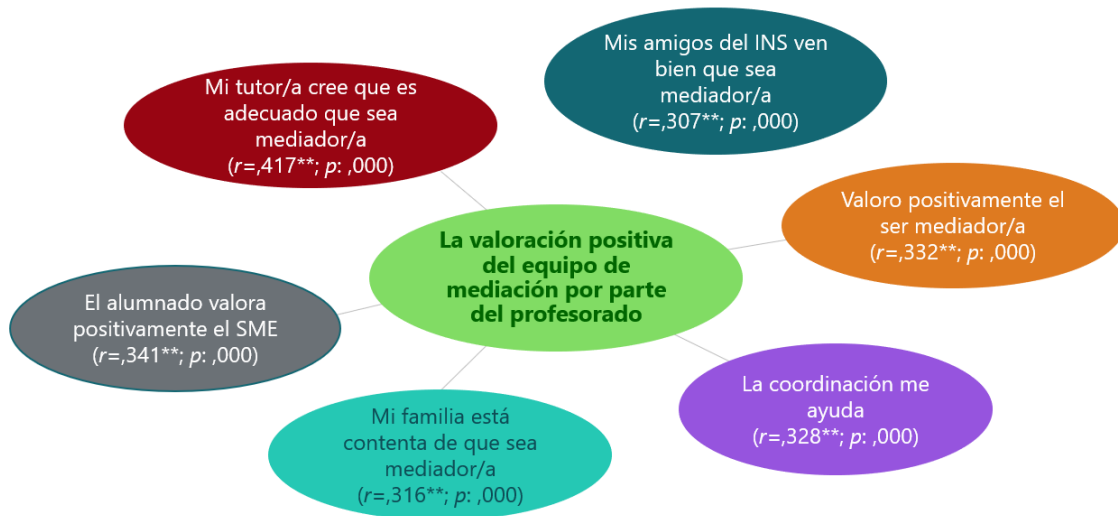 Mis amigos del INS ven
bien que sea
mediador/a
(r=,307**; p: ,000)
Mi tutor/a cree que es
adecuado que sea
mediador/a
(r=,417**; p: ,000)
Valoro positivamente el
ser mediador/a
(r=,332**; p: ,000)
La valoración positiva
del equipo de
mediación por parte
del profesorado
El alumnado valora
positivamente el SME
(r=,341**; p: ,000)
La coordinación me
ayuda
(r=,328**; p: ,000)
Mi familia está
contenta de que sea
mediador/a
(r=,316**; p: ,000)